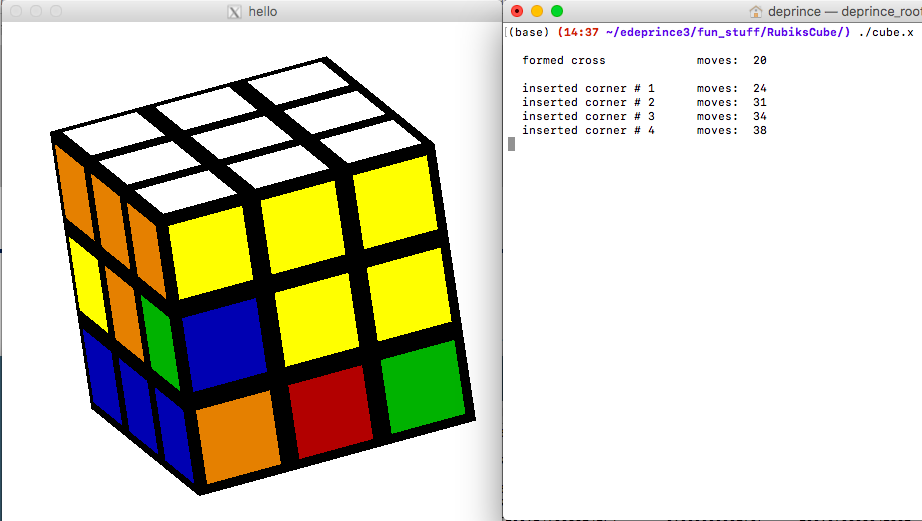 hello
deprince — deprince_root
(base) (14:37 ~/edeprince3/fun_stuff/RubiksCube/) ./cube.x
formed cross moves: 20
inserted corner # 1 moves: 24
inserted corner # 2 moves: 31
inserted corner # 3 moves: 34
inserted corner # 4 moves: 38